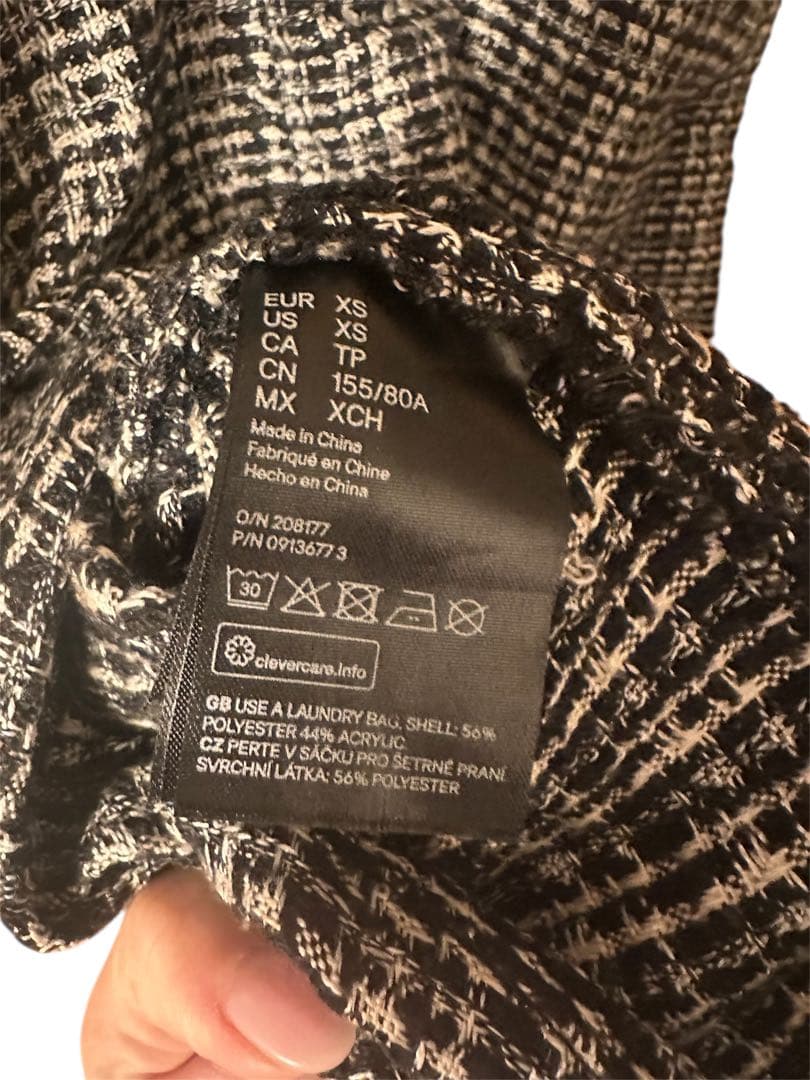 EUR XS
US XS
CA TP
CN 155/80A
MX XCH
Made in China
Fabriqué en Chine
Hecho en China
O/N 208177
P/N 0913677 3
30
clevercare.info
GB USE A LAUNDRY BAG. SHELL: 56%
POLYESTER 44% ACRYLIC
CZ PERTE V SÁČKU PRO ŠETRNÉ PRANÍ
SVRCHNÍ LÁTKA: 56% POLYESTER